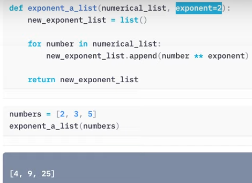 def exponent_a_list(numerical_list, exponent=2):
    new_exponent_list = list()
    for number in numerical_list:
        new_exponent_list.append(number ** exponent)
    return new_exponent_list
numbers = [2, 3, 5]
exponent_a_list(numbers)
[4, 9, 25]